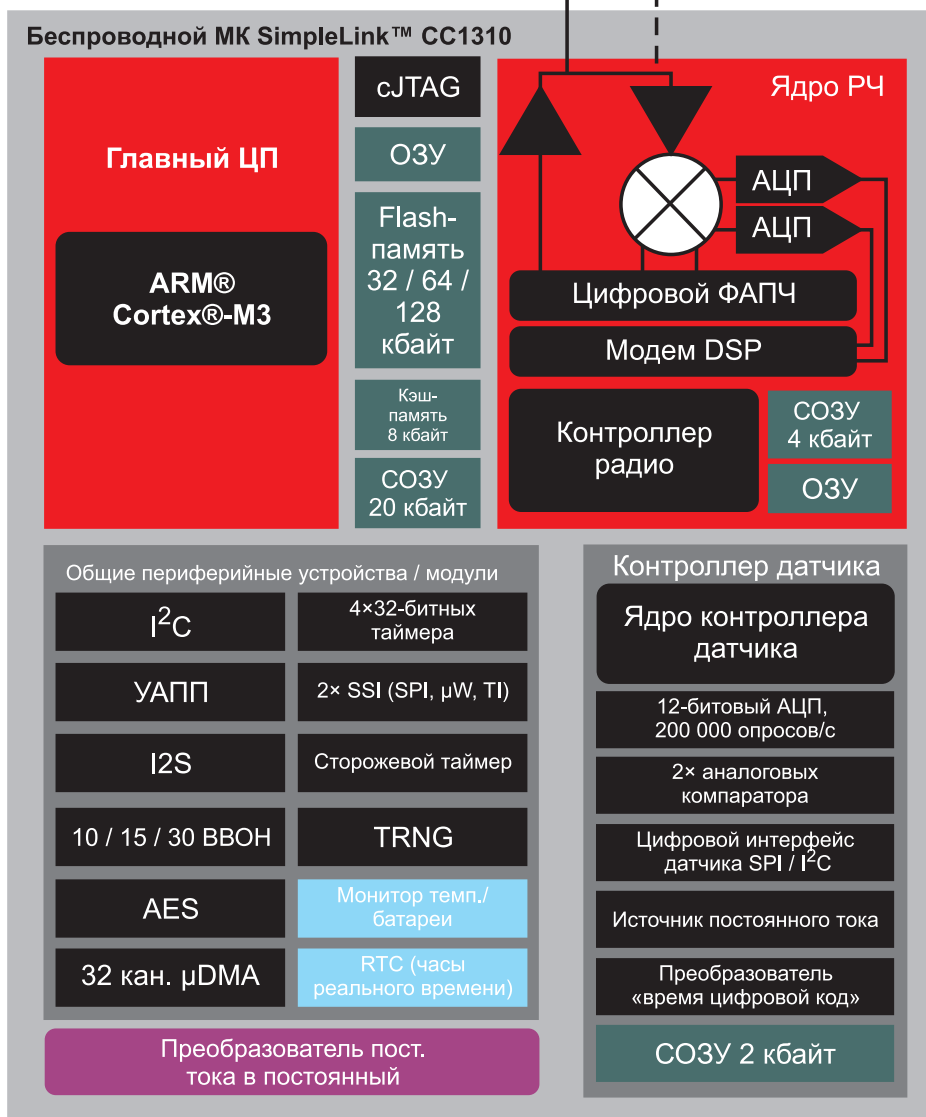 Беспроводной МК SimpleLink™ CC1310
Главный ЦП
ARM®
Cortex®-M3
cJTAG
ОЗУ
Flash-
память
32 / 64 /
128
кбайт
Кэш-
память
8 кбайт
СОЗУ
20 кбайт
Ядро РЧ
АЦП
АЦП
Цифровой ФАПЧ
Модем DSP
Контроллер
радио
СОЗУ
4 кбайт
ОЗУ
Общие периферийные устройства / модули
I²C
4×32-битных
таймера
УАПП
2× SSI (SPI, µW, TI)
I2S
Сторожевой таймер
10 / 15 / 30 ВВОН
TRNG
AES
Монитор темп./
батареи
32 кан. µDMA
RTC (часы
реального времени)
Преобразователь пост.
тока в постоянный
Контроллер датчика
Ядро контроллера
датчика
12-битовый АЦП,
200 000 опросов/с
2× аналоговых
компаратора
Цифровой интерфейс
датчика SPI / I²C
Источник постоянного тока
Преобразователь
«время цифровой код»
СОЗУ 2 кбайт